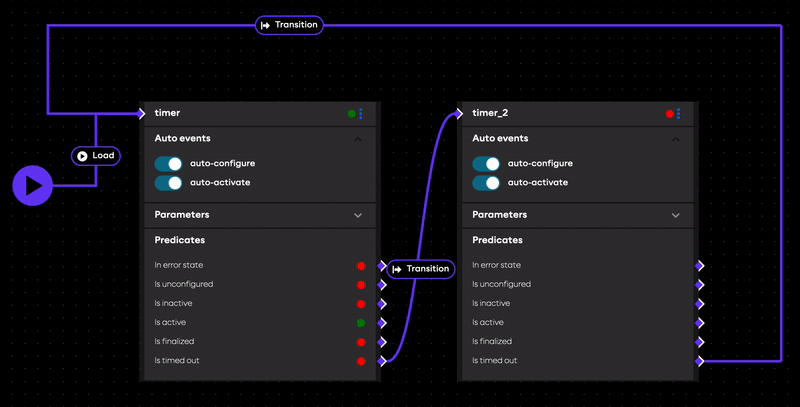 Transition
timer
timer_2
Load
Auto events
auto-configure
auto-activate
Parameters
Predicates
In error state
Is unconfigured
Is inactive
Is active
Is finalized
Is timed out
Transition
Auto events
auto-configure
auto-activate
Parameters
Predicates
In error state
Is unconfigured
Is inactive
Is active
Is finalized
Is timed out